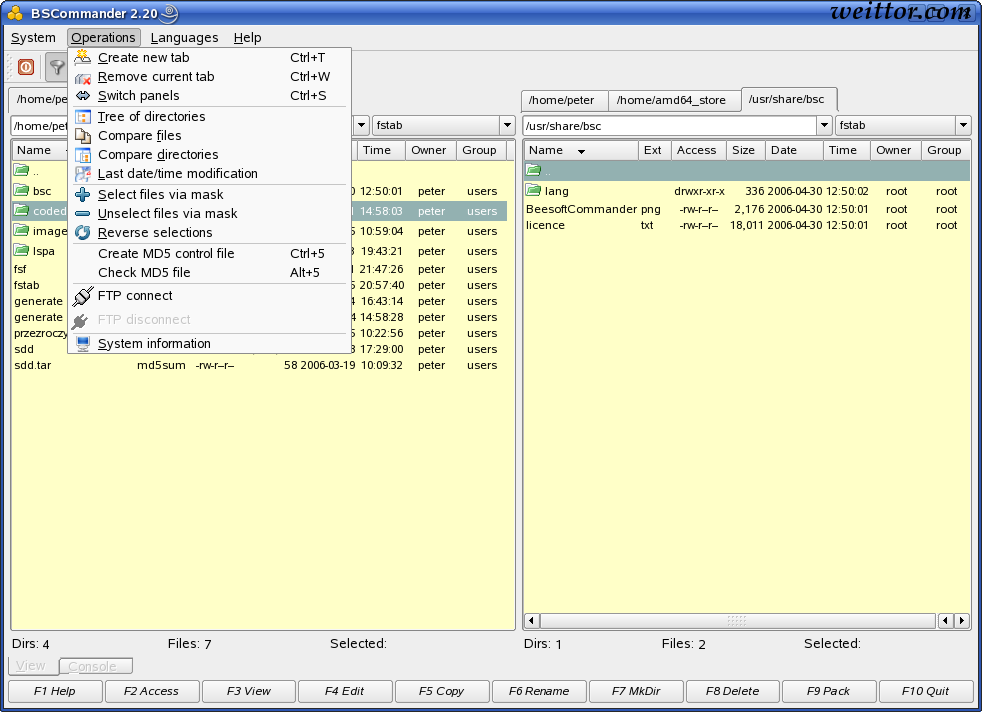 BSCommander 2.20
weittor.com
System Operations Languages Help
Create new tab Ctrl+T
Remove current tab Ctrl+W
Switch panels Ctrl+S
Tree of directories
Compare files
Compare directories
Last date/time modification
Select files via mask
Unselect files via mask
Reverse selections
Create MD5 control file Ctrl+5
Check MD5 file Alt+5
FTP connect
FTP disconnect
System information
/home/pe
/home/pet fstab
Name Time Owner Group
..
bsc 12:50:01 peter users
coded 14:58:03 peter users
image 10:59:04 peter users
lspa 19:43:21 peter users
fsf 21:47:26 peter users
fstab 20:57:40 peter users
generate 16:43:14 peter users
generate 14:58:28 peter users
przezroczy 10:22:56 peter users
sdd 17:29:00 peter users
sdd.tar md5sum -rw-r--r-- 58 2006-03-19 10:09:32 peter users
Dirs: 4 Files: 7 Selected:
/home/peter /home/amd64_store /usr/share/bsc
/usr/share/bsc fstab
Name Ext Access Size Date Time Owner Group
..
lang drwxr-xr-x 336 2006-04-30 12:50:02 root root
BeesoftCommander png -rw-r--r-- 2,176 2006-04-30 12:50:01 root root
licence txt -rw-r--r-- 18,011 2006-04-30 12:50:01 root root
Dirs: 1 Files: 2 Selected:
View Console
F1 Help F2 Access F3 View F4 Edit F5 Copy F6 Rename F7 MkDir F8 Delete F9 Pack F10 Quit